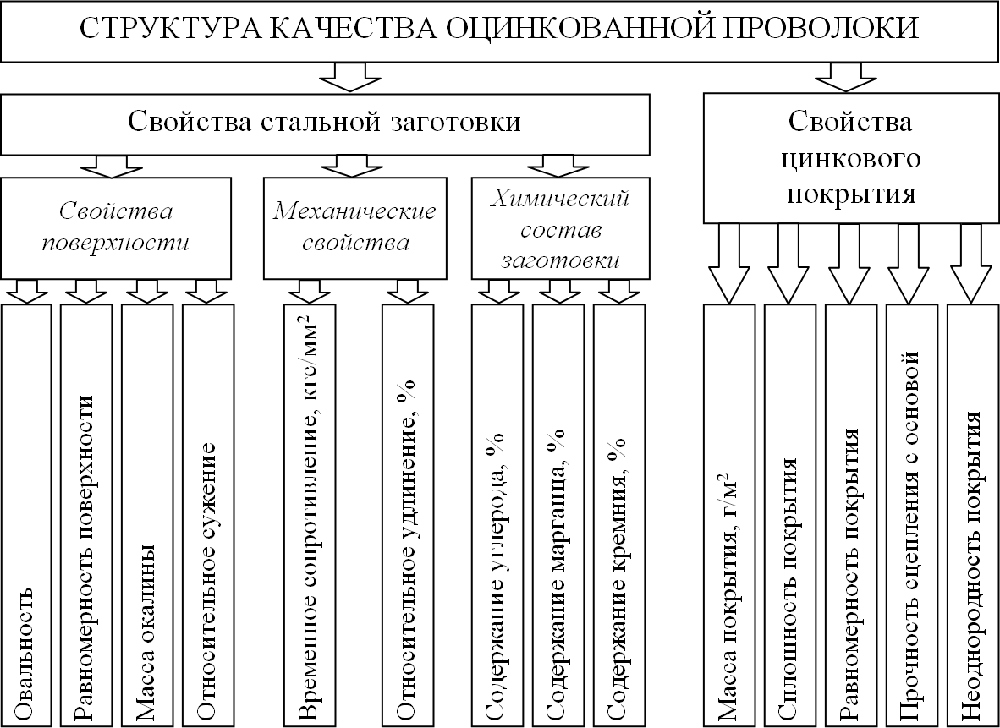 СТРУКТУРА КАЧЕСТВА ОЦИНКОВАННОЙ ПРОВОЛОКИ
Свойства стальной заготовки
Свойства
цинкового
покрытия
Свойства
поверхности
Механические
свойства
Химический
состав
заготовки
Овальность
Равномерность поверхности
Масса окалины
Относительное сужение
Временное сопротивление, кгс/мм²
Относительное удлинение, %
Содержание углерода, %
Содержание марганца, %
Содержание кремния, %
Масса покрытия, г/м²
Сплошность покрытия
Равномерность покрытия
Прочность сцепления с основой
Неоднородность покрытия